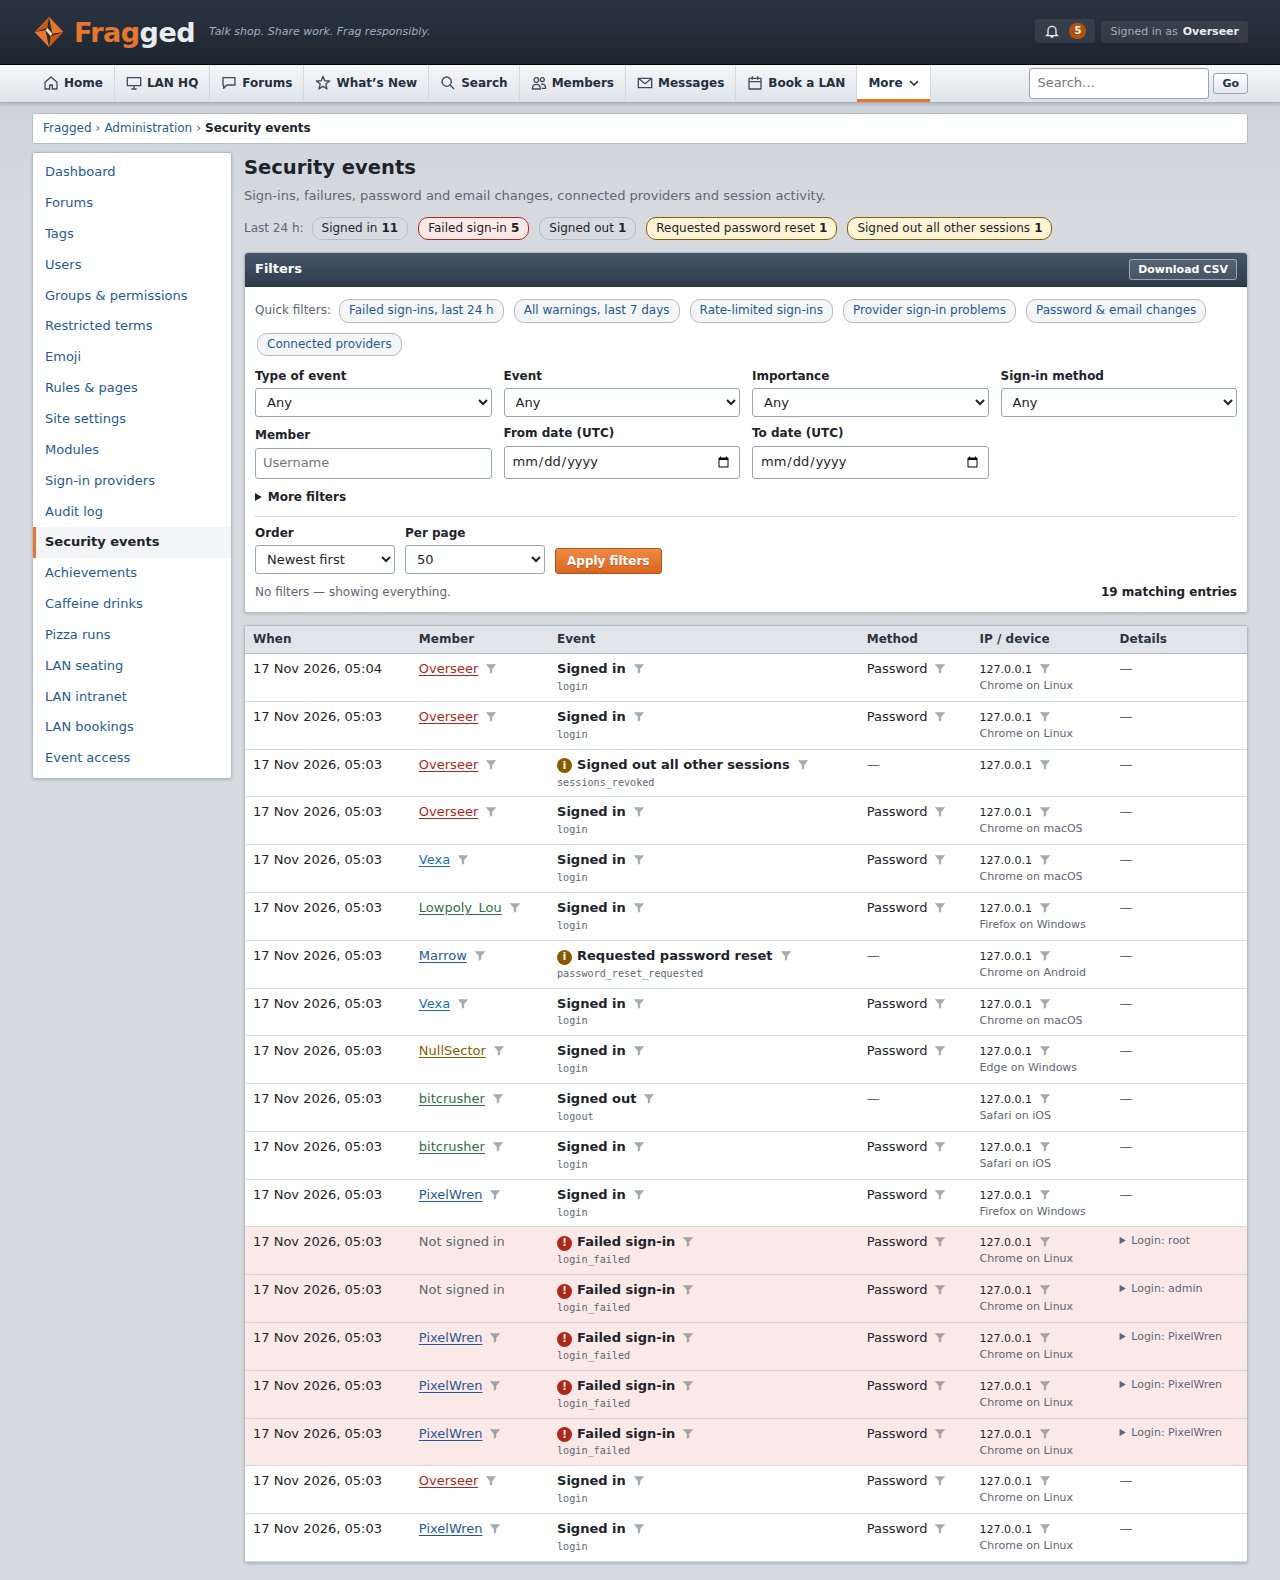 Fragged
Talk shop. Share work. Frag responsibly.
5
Signed in as Overseer
Home
LAN HQ
Forums
What's New
Search
Members
Messages
Book a LAN
More
Search…
Go
Fragged › Administration › Security events
Dashboard
Forums
Tags
Users
Groups & permissions
Restricted terms
Emoji
Rules & pages
Site settings
Modules
Sign-in providers
Audit log
Security events
Achievements
Caffeine drinks
Pizza runs
LAN seating
LAN intranet
LAN bookings
Event access
Security events
Sign-ins, failures, password and email changes, connected providers and session activity.
Last 24 h: Signed in 11 Failed sign-in 5 Signed out 1 Requested password reset 1 Signed out all other sessions 1
Filters Download CSV
Quick filters: Failed sign-ins, last 24 h All warnings, last 7 days Rate-limited sign-ins Provider sign-in problems Password & email changes
Connected providers
Type of event Event Importance Sign-in method
Any Any Any Any
Member From date (UTC) To date (UTC)
Username mm/dd/yyyy mm/dd/yyyy
More filters
Order Per page
Newest first 50 Apply filters
No filters — showing everything. 19 matching entries
When Member Event Method IP / device Details
17 Nov 2026, 05:04 Overseer Signed in Password 127.0.0.1 —
login Chrome on Linux
17 Nov 2026, 05:03 Overseer Signed in Password 127.0.0.1 —
login Chrome on Linux
17 Nov 2026, 05:03 Overseer i Signed out all other sessions — 127.0.0.1 —
sessions_revoked
17 Nov 2026, 05:03 Overseer Signed in Password 127.0.0.1 —
login Chrome on macOS
17 Nov 2026, 05:03 Vexa Signed in Password 127.0.0.1 —
login Chrome on macOS
17 Nov 2026, 05:03 Lowpoly_Lou Signed in Password 127.0.0.1 —
login Firefox on Windows
17 Nov 2026, 05:03 Marrow i Requested password reset — 127.0.0.1 —
password_reset_requested Chrome on Android
17 Nov 2026, 05:03 Vexa Signed in Password 127.0.0.1 —
login Chrome on macOS
17 Nov 2026, 05:03 NullSector Signed in Password 127.0.0.1 —
login Edge on Windows
17 Nov 2026, 05:03 bitcrusher Signed out — 127.0.0.1 —
logout Safari on iOS
17 Nov 2026, 05:03 bitcrusher Signed in Password 127.0.0.1 —
login Safari on iOS
17 Nov 2026, 05:03 PixelWren Signed in Password 127.0.0.1 —
login Firefox on Windows
17 Nov 2026, 05:03 Not signed in ! Failed sign-in Password 127.0.0.1 Login: root
login_failed Chrome on Linux
17 Nov 2026, 05:03 Not signed in ! Failed sign-in Password 127.0.0.1 Login: admin
login_failed Chrome on Linux
17 Nov 2026, 05:03 PixelWren ! Failed sign-in Password 127.0.0.1 Login: PixelWren
login_failed Chrome on Linux
17 Nov 2026, 05:03 PixelWren ! Failed sign-in Password 127.0.0.1 Login: PixelWren
login_failed Chrome on Linux
17 Nov 2026, 05:03 PixelWren ! Failed sign-in Password 127.0.0.1 Login: PixelWren
login_failed Chrome on Linux
17 Nov 2026, 05:03 Overseer Signed in Password 127.0.0.1 —
login Chrome on Linux
17 Nov 2026, 05:03 PixelWren Signed in Password 127.0.0.1 —
login Chrome on Linux